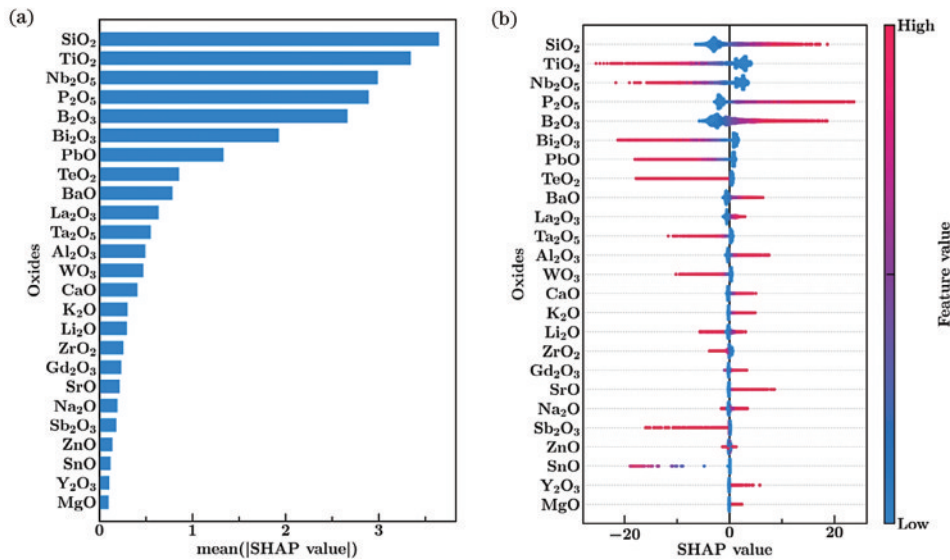 (a)
SiO₂
TiO₂
Nb₂O₅
P₂O₅
B₂O₃
Bi₂O₃
PbO
TeO₂
BaO
La₂O₃
Ta₂O₅
Al₂O₃
WO₃
CaO
K₂O
Li₂O
ZrO₂
Gd₂O₃
SrO
Na₂O
Sb₂O₃
ZnO
SnO
Y₂O₃
MgO
Oxides
0 1 2 3
mean(|SHAP value|)
(b)
SiO₂
TiO₂
Nb₂O₅
P₂O₅
B₂O₃
Bi₂O₃
PbO
TeO₂
BaO
La₂O₃
Ta₂O₅
Al₂O₃
WO₃
CaO
K₂O
Li₂O
ZrO₂
Gd₂O₃
SrO
Na₂O
Sb₂O₃
ZnO
SnO
Y₂O₃
MgO
Oxides
−20 0 20
SHAP value
High
Feature value
Low